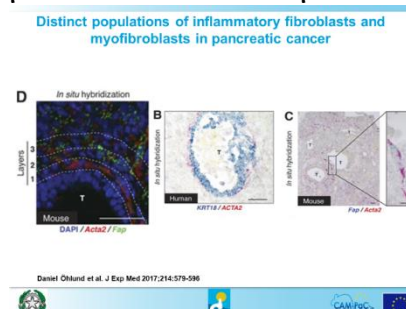 Distinct populations of inflammatory fibroblasts and
myofibroblasts in pancreatic cancer
D
In situ hybridization
Layers
3
2
1
T
Mouse
DAPI / Acta2 / Fap
B
In situ hybridization
T
Human
KRT18 / ACTA2
C
In situ hybridization
T
T
T
Mouse
Fap / Acta2
Daniel Öhlund et al. J Exp Med 2017;214:579-596
CAM-PaC